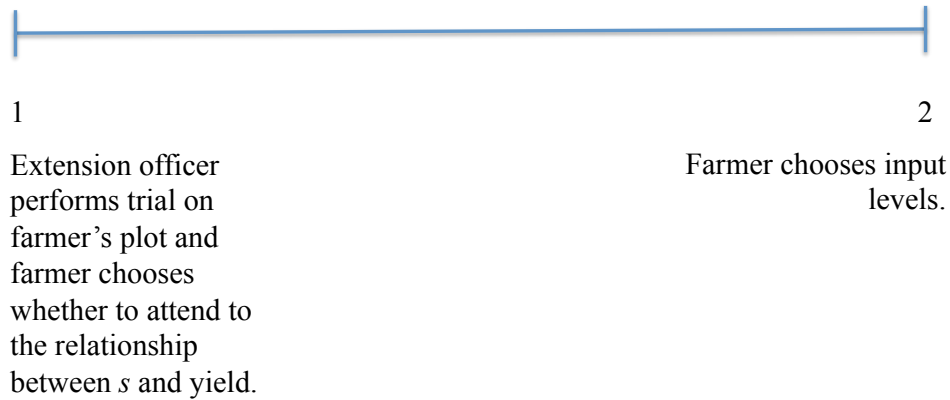 1
2
Extension officer
performs trial on
farmer’s plot and
farmer chooses
whether to attend to
the relationship
between s and yield.
Farmer chooses input
levels.